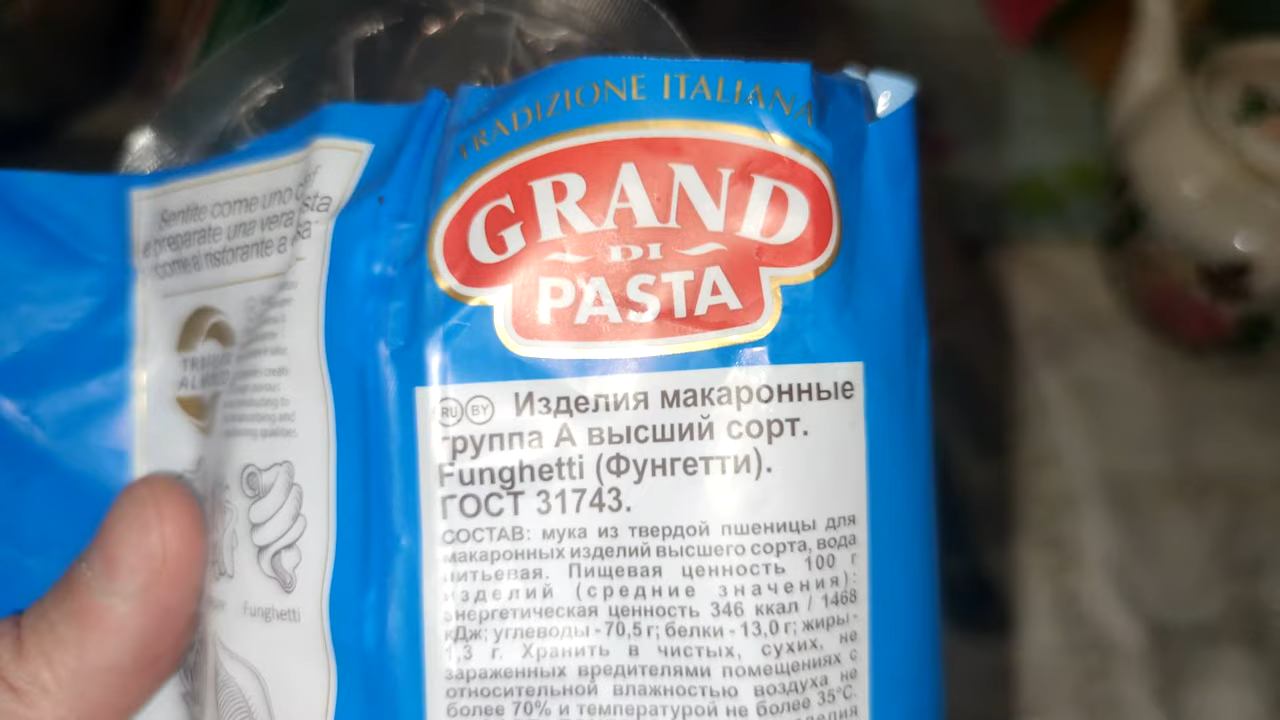 TRADIZIONE ITALIANA
GRAND
DI
PASTA
Sentite come uno chef
e preparate una vera
come al ristorante a
TRAFILA
Funghetti
RU BY Изделия макаронные
группа А высший сорт.
Funghetti (Фунгетти).
ГОСТ 31743.
СОСТАВ: мука из твердой пшеницы для
макаронных изделий высшего сорта, вода
питьевая. Пищевая ценность 100 г
изделий (средние значения):
энергетическая ценность 346 ккал / 1468
кДж; углеводы - 70,5 г; белки - 13,0 г; жиры -
1,3 г. Хранить в чистых, сухих, не
зараженных вредителями помещениях с
относительной влажностью воздуха не
более 70% и температурой не более 35°С.